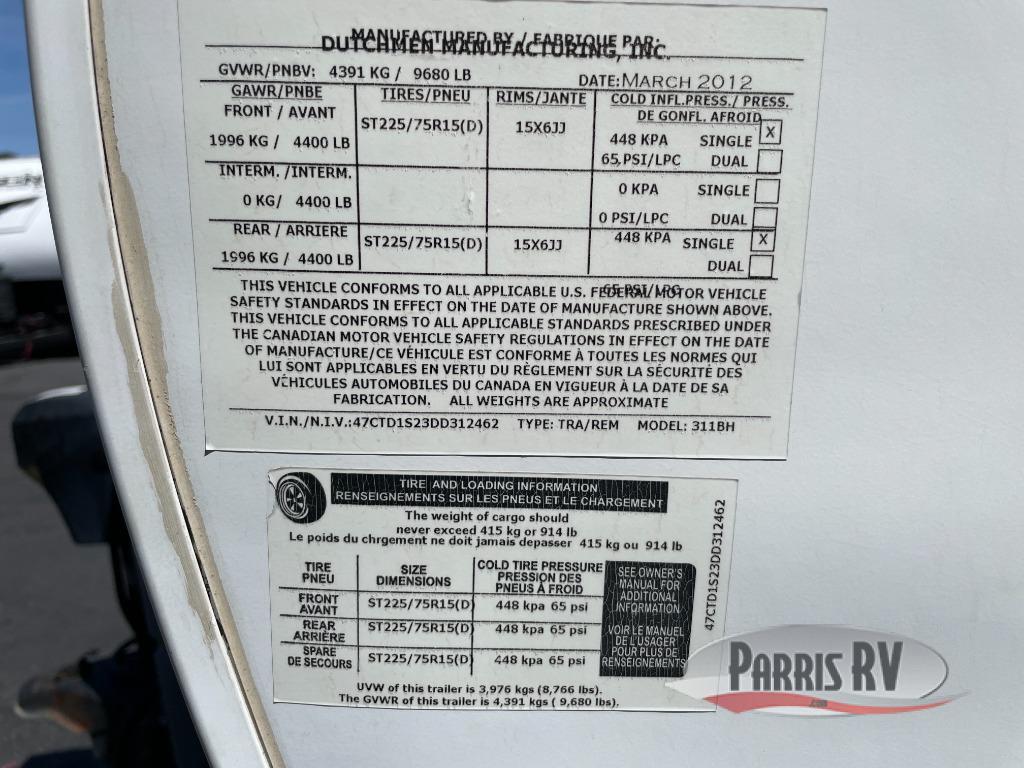 MANUFACTURED BY / FABRIQUE PAR:
DUTCHMEN MANUFACTURING, INC.
GVWR/PNBV: 4391 KG / 9680 LB DATE: MARCH 2012
GAWR/PNBE TIRES/PNEU RIMS/JANTE COLD INFL.PRESS./ PRESS.
DE GONFL. AFROID
FRONT / AVANT
1996 KG / 4400 LB ST225/75R15(D) 15X6JJ 448 KPA SINGLE X
65 PSI/LPC DUAL
INTERM. /INTERM.
0 KG/ 4400 LB 0 KPA SINGLE
0 PSI/LPC DUAL
REAR / ARRIERE
1996 KG / 4400 LB ST225/75R15(D) 15X6JJ 448 KPA SINGLE X
DUAL
65 PSI/LPC
THIS VEHICLE CONFORMS TO ALL APPLICABLE U.S. FEDERAL MOTOR VEHICLE
SAFETY STANDARDS IN EFFECT ON THE DATE OF MANUFACTURE SHOWN ABOVE.
THIS VEHICLE CONFORMS TO ALL APPLICABLE STANDARDS PRESCRIBED UNDER
THE CANADIAN MOTOR VEHICLE SAFETY REGULATIONS IN EFFECT ON THE DATE
OF MANUFACTURE/CE VÉHICULE EST CONFORME À TOUTES LES NORMES QUI
LUI SONT APPLICABLES EN VERTU DU RÈGLEMENT SUR LA SÉCURITÉ DES
VÉHICULES AUTOMOBILES DU CANADA EN VIGUEUR À LA DATE DE SA
FABRICATION. ALL WEIGHTS ARE APPROXIMATE
V.I.N./N.I.V.:47CTD1S23DD312462 TYPE: TRA/REM MODEL: 311BH
TIRE AND LOADING INFORMATION
RENSEIGNEMENTS SUR LES PNEUS ET LE CHARGEMENT
The weight of cargo should
never exceed 415 kg or 914 lb
Le poids du chrgement ne doit jamais depasser 415 kg ou 914 lb
TIRE
PNEU
SIZE
DIMENSIONS
COLD TIRE PRESSURE
PRESSION DES
PNEUS À FROID
FRONT
AVANT
ST225/75R15(D) 448 kpa 65 psi
REAR
ARRIÈRE
ST225/75R15(D) 448 kpa 65 psi
SPARE
DE SECOURS
ST225/75R15(D) 448 kpa 65 psi
SEE OWNER'S
MANUAL FOR
ADDITIONAL
INFORMATION
VOIR LE MANUEL
DE L'USAGER
POUR PLUS DE
RENSEIGNEMENTS
47CTD1S23DD312462
UVW of this trailer is 3,976 kgs (8,766 lbs).
The GVWR of this trailer is 4,391 kgs ( 9,680 lbs).
PARRIS RV
.com